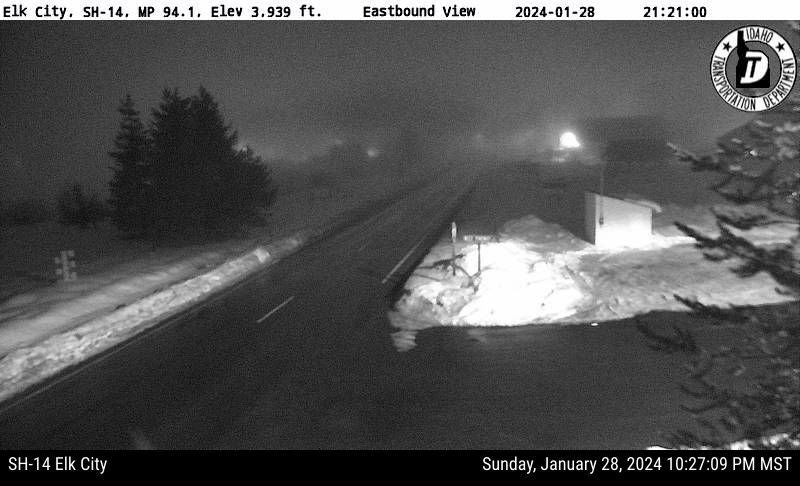 Elk City, SH-14, MP 94.1, Elev 3,939 ft. Eastbound View 2024-01-28 21:21:00
IDAHO
TRANSPORTATION DEPARTMENT
SH-14 Elk City Sunday, January 28, 2024 10:27:09 PM MST